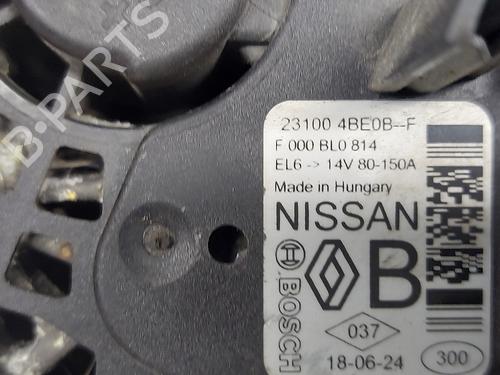 B-PARTS
23100 4BE0B--F
F 000 BL0 814
EL6 -> 14V 80-150A
Made in Hungary
NISSAN
BOSCH
B
037
18-06-24
300